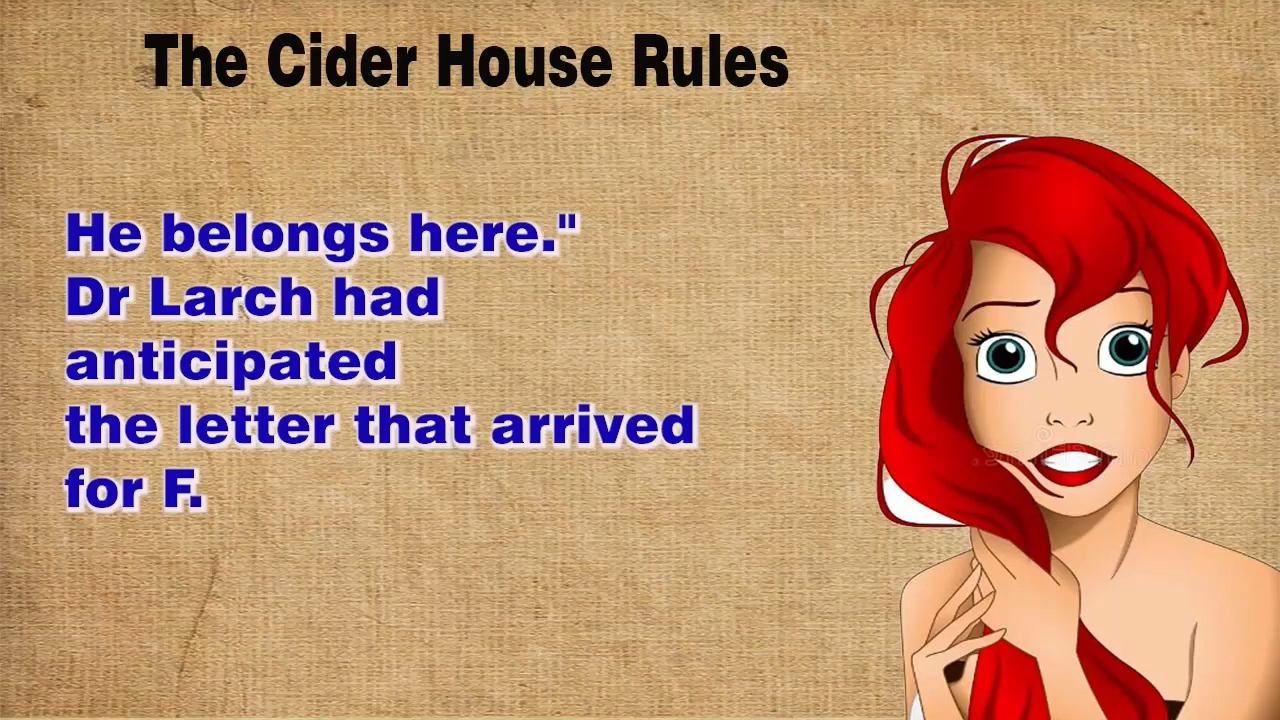 The Cider House Rules
He belongs here."
Dr Larch had
anticipated
the letter that arrived
for F.